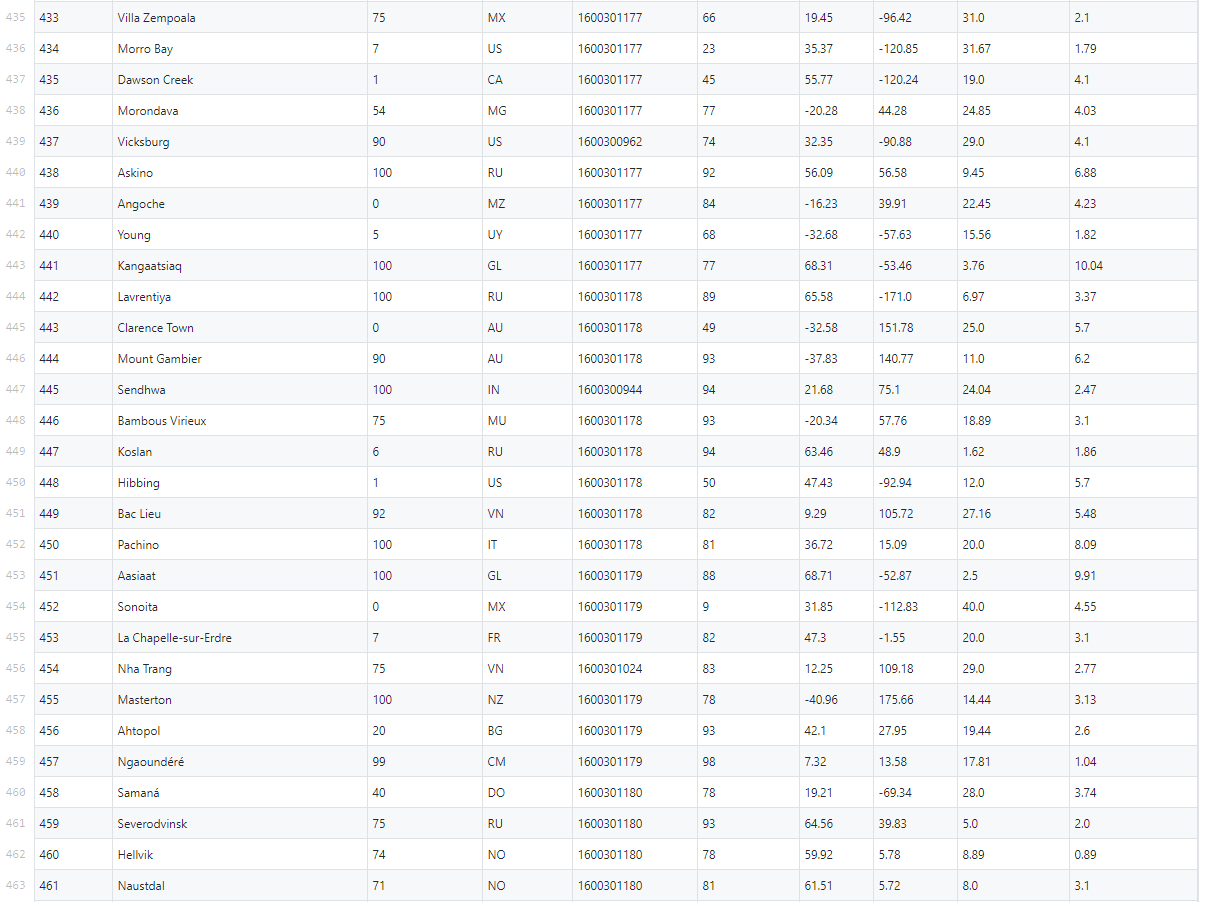 435 433 Villa Zempoala 75 MX 1600301177 66 19.45 -96.42 31.0 2.1
436 434 Morro Bay 7 US 1600301177 23 35.37 -120.85 31.67 1.79
437 435 Dawson Creek 1 CA 1600301177 45 55.77 -120.24 19.0 4.1
438 436 Morondava 54 MG 1600301177 77 -20.28 44.28 24.85 4.03
439 437 Vicksburg 90 US 1600300962 74 32.35 -90.88 29.0 4.1
440 438 Askino 100 RU 1600301177 92 56.09 56.58 9.45 6.88
441 439 Angoche 0 MZ 1600301177 84 -16.23 39.91 22.45 4.23
442 440 Young 5 UY 1600301177 68 -32.68 -57.63 15.56 1.82
443 441 Kangaatsiaq 100 GL 1600301177 77 68.31 -53.46 3.76 10.04
444 442 Lavrentiya 100 RU 1600301178 89 65.58 -171.0 6.97 3.37
445 443 Clarence Town 0 AU 1600301178 49 -32.58 151.78 25.0 5.7
446 444 Mount Gambier 90 AU 1600301178 93 -37.83 140.77 11.0 6.2
447 445 Sendhwa 100 IN 1600300944 94 21.68 75.1 24.04 2.47
448 446 Bambous Virieux 75 MU 1600301178 93 -20.34 57.76 18.89 3.1
449 447 Koslan 6 RU 1600301178 94 63.46 48.9 1.62 1.86
450 448 Hibbing 1 US 1600301178 50 47.43 -92.94 12.0 5.7
451 449 Bac Lieu 92 VN 1600301178 82 9.29 105.72 27.16 5.48
452 450 Pachino 100 IT 1600301178 81 36.72 15.09 20.0 8.09
453 451 Aasiaat 100 GL 1600301179 88 68.71 -52.87 2.5 9.91
454 452 Sonoita 0 MX 1600301179 9 31.85 -112.83 40.0 4.55
455 453 La Chapelle-sur-Erdre 7 FR 1600301179 82 47.3 -1.55 20.0 3.1
456 454 Nha Trang 75 VN 1600301024 83 12.25 109.18 29.0 2.77
457 455 Masterton 100 NZ 1600301179 78 -40.96 175.66 14.44 3.13
458 456 Ahtopol 20 BG 1600301179 93 42.1 27.95 19.44 2.6
459 457 Ngaoundéré 99 CM 1600301179 98 7.32 13.58 17.81 1.04
460 458 Samaná 40 DO 1600301180 78 19.21 -69.34 28.0 3.74
461 459 Severodvinsk 75 RU 1600301180 93 64.56 39.83 5.0 2.0
462 460 Hellvik 74 NO 1600301180 78 59.92 5.78 8.89 0.89
463 461 Naustdal 71 NO 1600301180 81 61.51 5.72 8.0 3.1